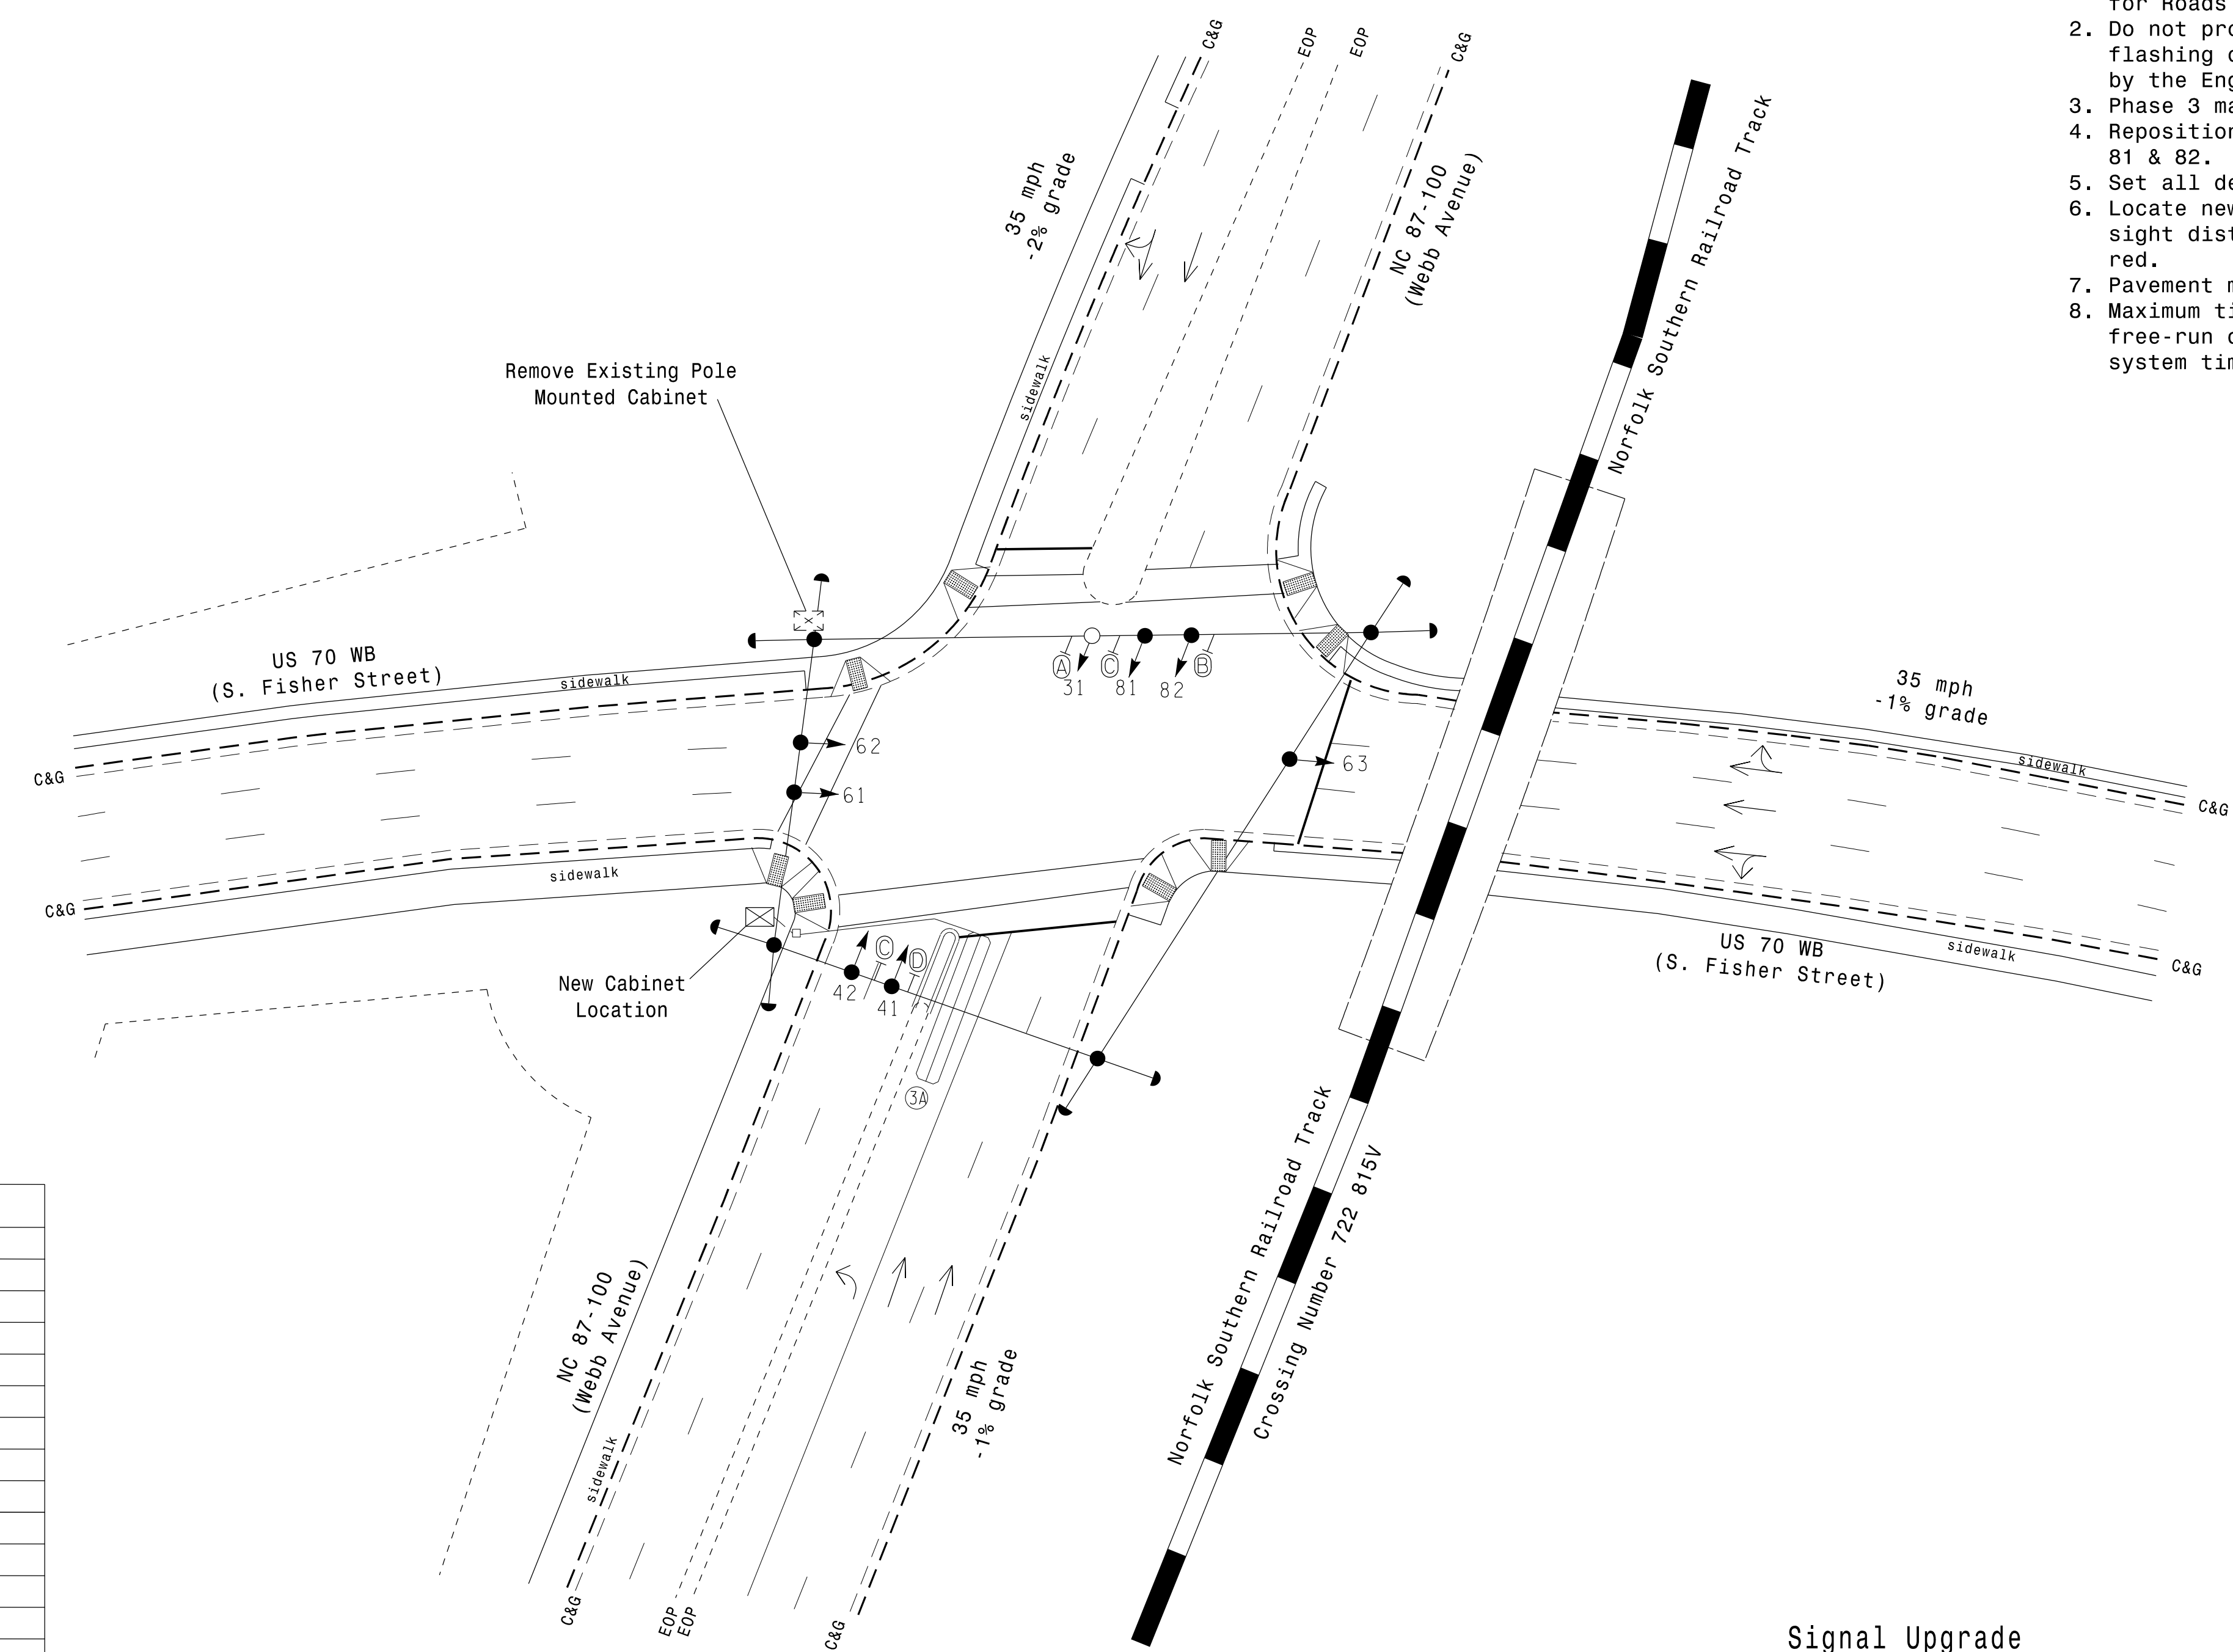 for Roads
2. Do not pro
flashing
by the Eng
3. Phase 3 ma
4. Reposition
81 & 82.
5. Set all de
6. Locate new
sight dist
red.
7. Pavement m
8. Maximum ti
free-run
system tim
C&G
EOP
EOP
C&G
35 mph
-2% grade
NC 87-100
(Webb Avenue)
Norfolk Southern Railroad Track
sidewalk
Remove Existing Pole
Mounted Cabinet
X
US 70 WB
(S. Fisher Street)
sidewalk
A
C
B
31
81
82
35 mph
-1% grade
62
63
61
sidewalk
C&G
C&G
sidewalk
C&G
US 70 WB
(S. Fisher Street)
sidewalk
C&G
New Cabinet
Location
C
D
42
41
3A
NC 87-100
(Webb Avenue)
sidewalk
35 mph
-1% grade
Norfolk Southern Railroad Track
Crossing Number 722 815V
C&G
EOP
EOP
C&G
Signal Upgrade